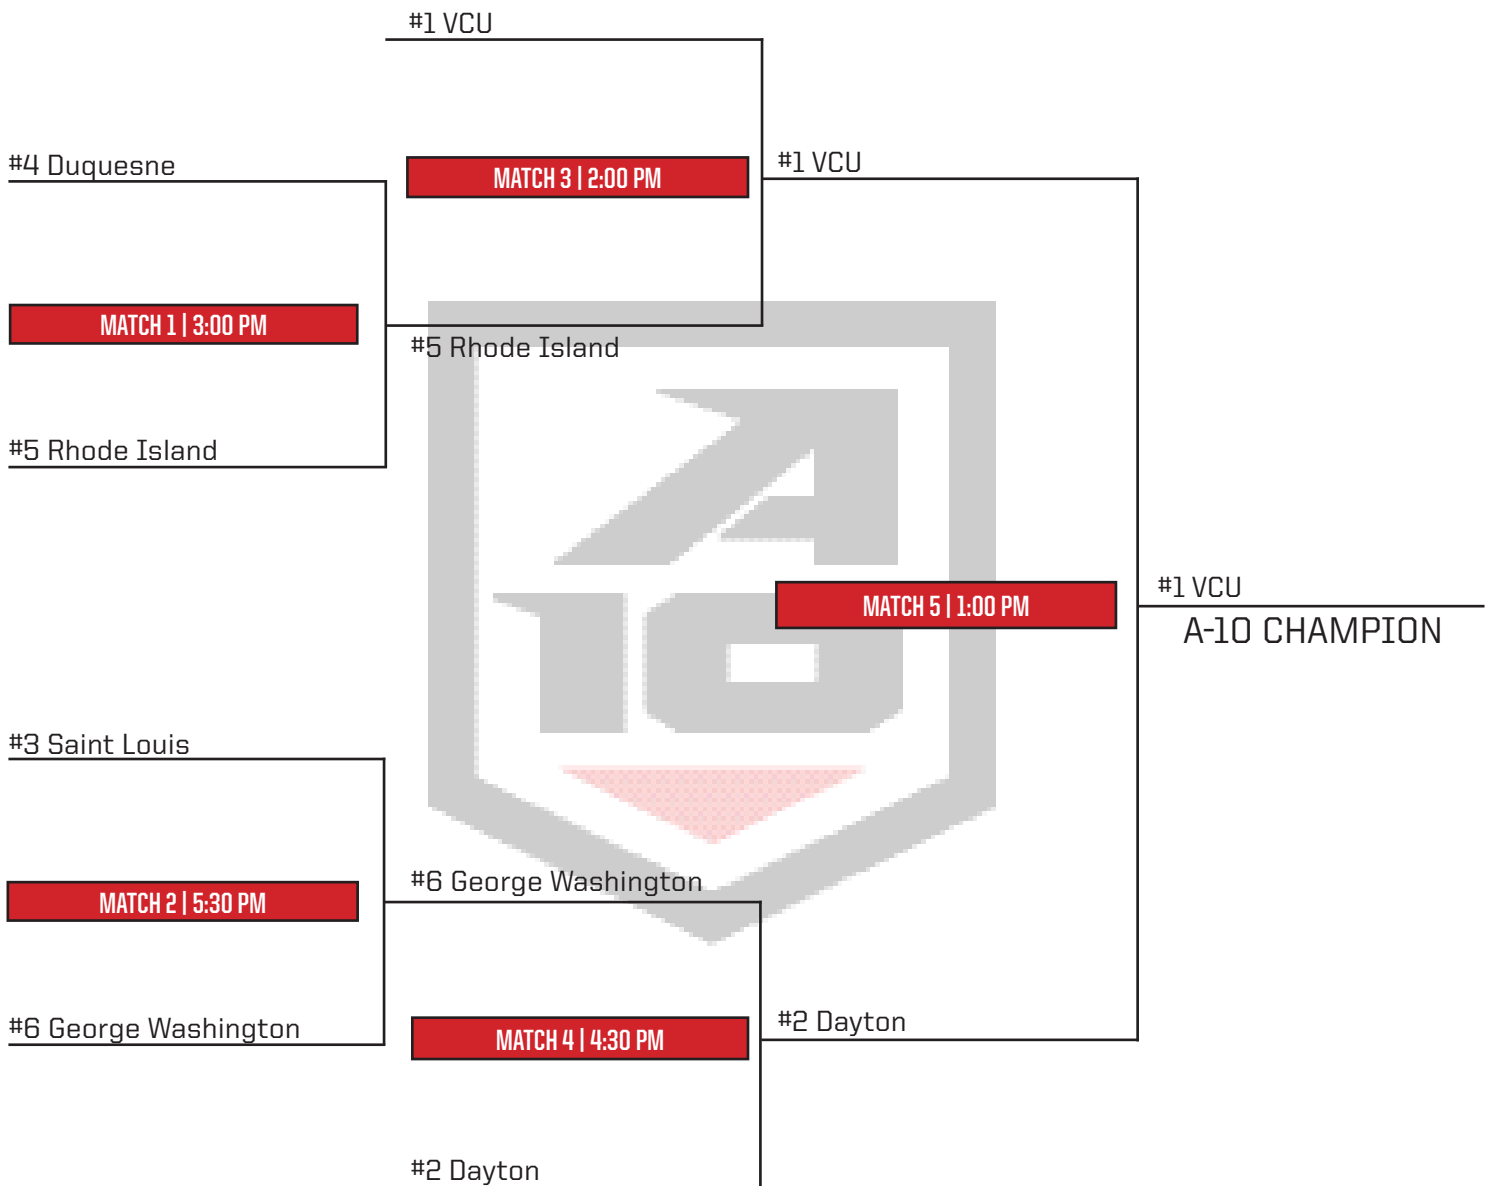 #1 VCU
#4 Duquesne
MATCH 3 | 2:00 PM
#1 VCU
MATCH 1 | 3:00 PM
#5 Rhode Island
#5 Rhode Island
A
10
MATCH 5 | 1:00 PM
#1 VCU
A-10 CHAMPION
#3 Saint Louis
MATCH 2 | 5:30 PM
#6 George Washington
#6 George Washington
MATCH 4 | 4:30 PM
#2 Dayton
#2 Dayton